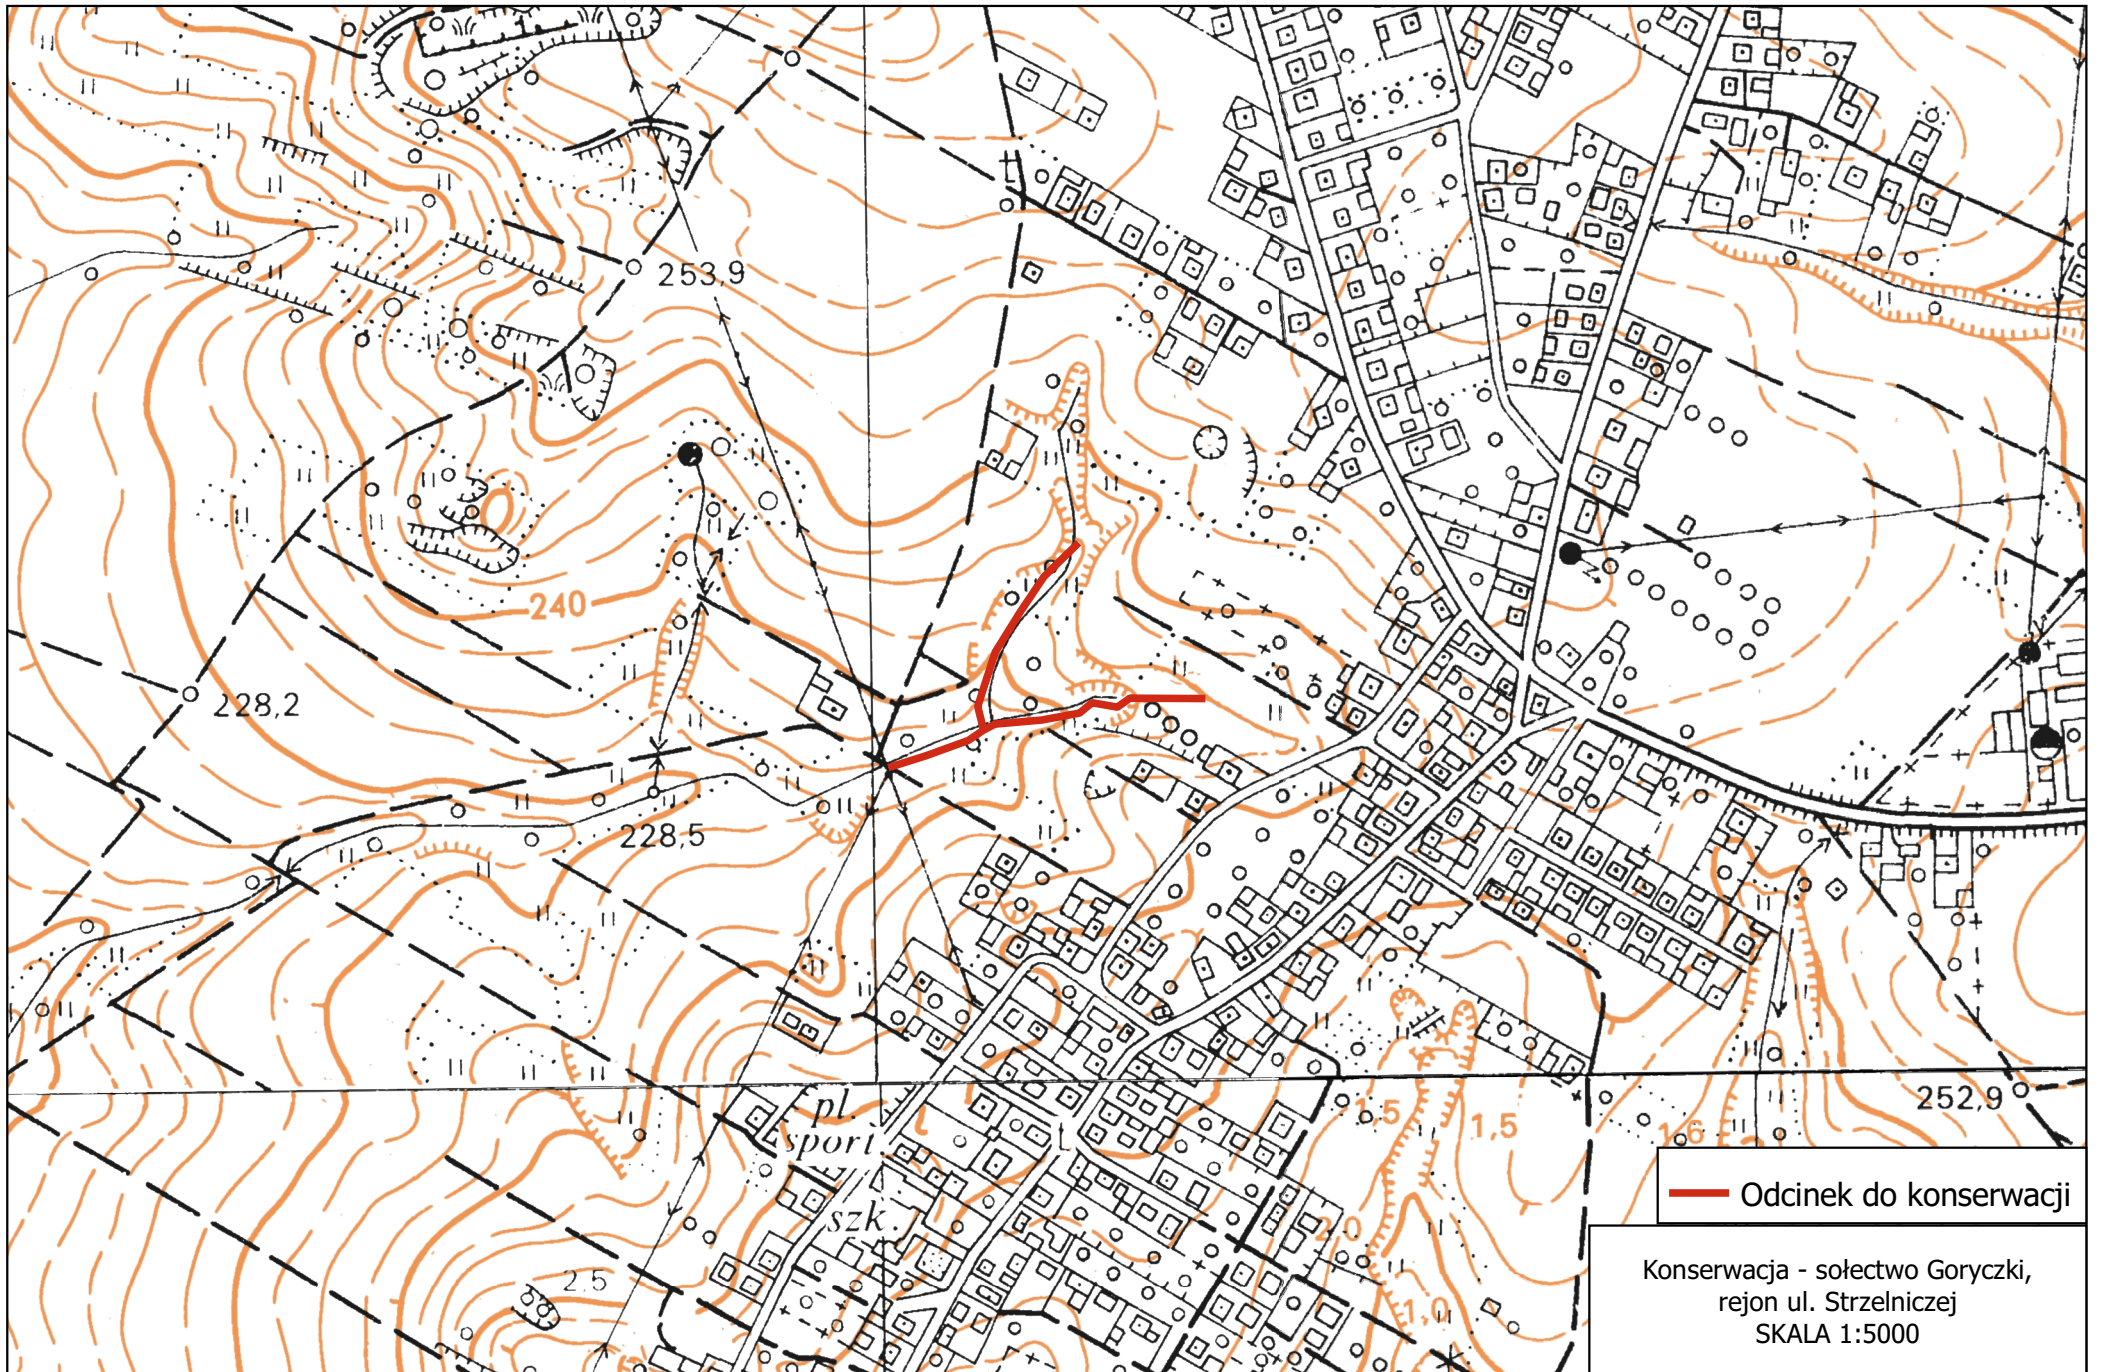 253,9
240
228,2
228,5
pl.
sport
szk.
2,5
1,5
1,5
1,6
252,9
2,0
1,0
Odcinek do konserwacji
Konserwacja - sołectwo Goryczki,
rejon ul. Strzelniczej
SKALA 1:5000